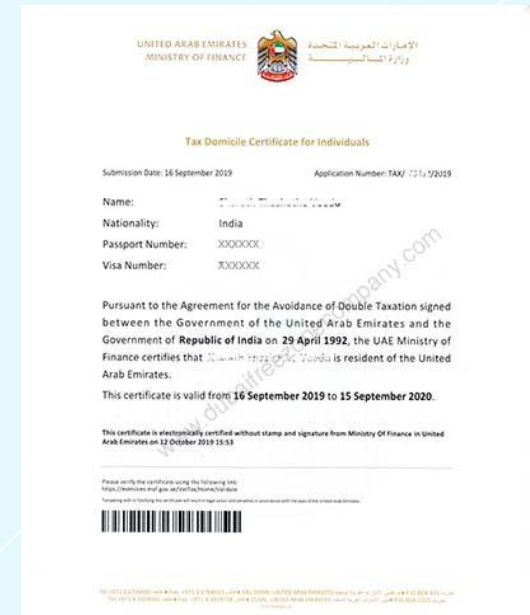 UNITED ARAB EMIRATES
MINISTRY OF FINANCE
الإمارات العربية المتحدة
وزارة المالية
Tax Domicile Certificate for Individuals
Submission Date: 16 September 2019
Application Number: TAX/ /2019
Name:
Nationality: India
Passport Number: XXXXXX
Visa Number: XXXXXX
Pursuant to the Agreement for the Avoidance of Double Taxation signed
between the Government of the United Arab Emirates and the
Government of Republic of India on 29 April 1992, the UAE Ministry of
Finance certifies that is resident of the United
Arab Emirates.
This certificate is valid from 16 September 2019 to 15 September 2020.
www.dubaifreezonecompany.com
This certificate is electronically certified without stamp and signature from Ministry Of Finance in United
Arab Emirates on 12 October 2019 15:53
Please verify the certificate using the following link: